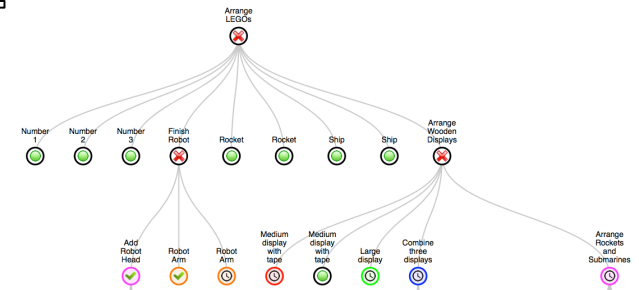 Arrange
LEGOs
Number
1
Number
2
Number
3
Finish
Robot
Rocket
Rocket
Ship
Ship
Arrange
Wooden
Displays
Add
Robot
Head
Robot
Arm
Robot
Arm
Medium
display
with
tape
Medium
display
with
tape
Large
display
Combine
three
displays
Arrange
Rockets
and
Submarines